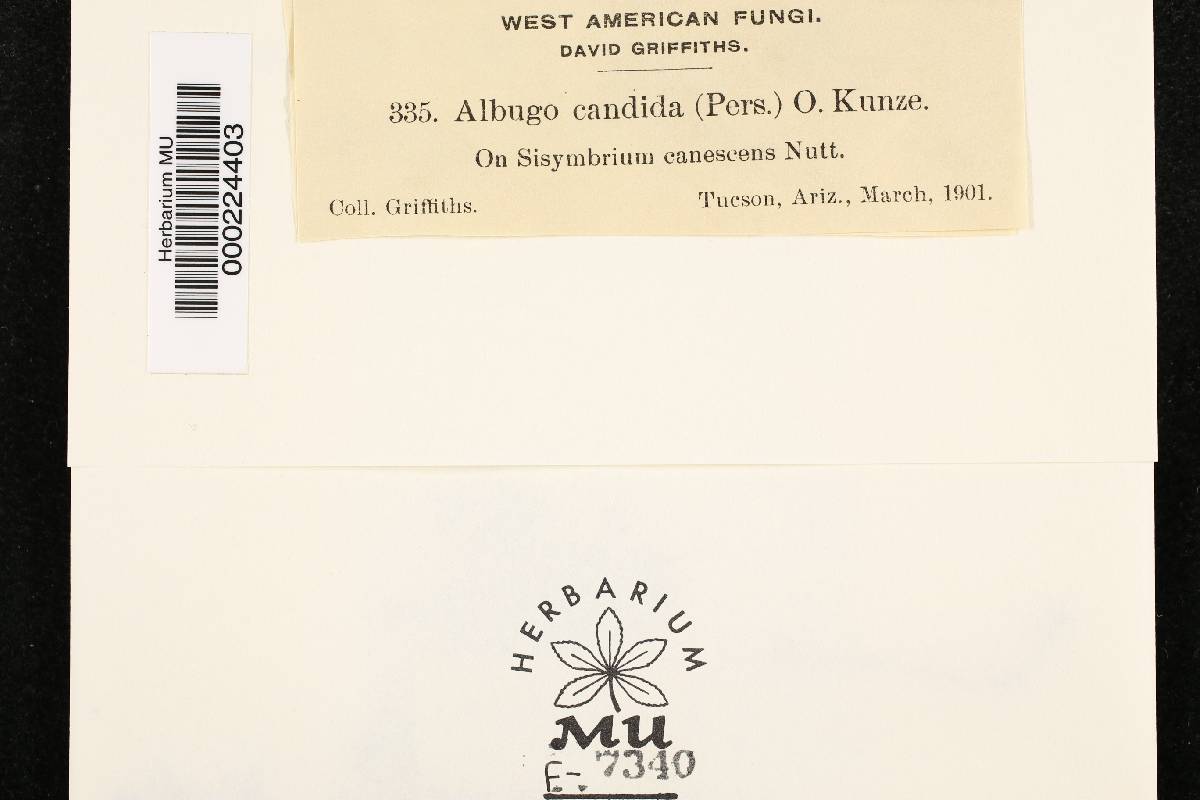 WEST AMERICAN FUNGI.
DAVID GRIFFITHS.
335. Albugo candida (Pers.) O. Kunze.
On Sisymbrium canescens Nutt.
Coll. Griffiths. Tucson, Ariz., March, 1901.
Herbarium MU
000224403
HERBARIUM
MU
F-. 7340